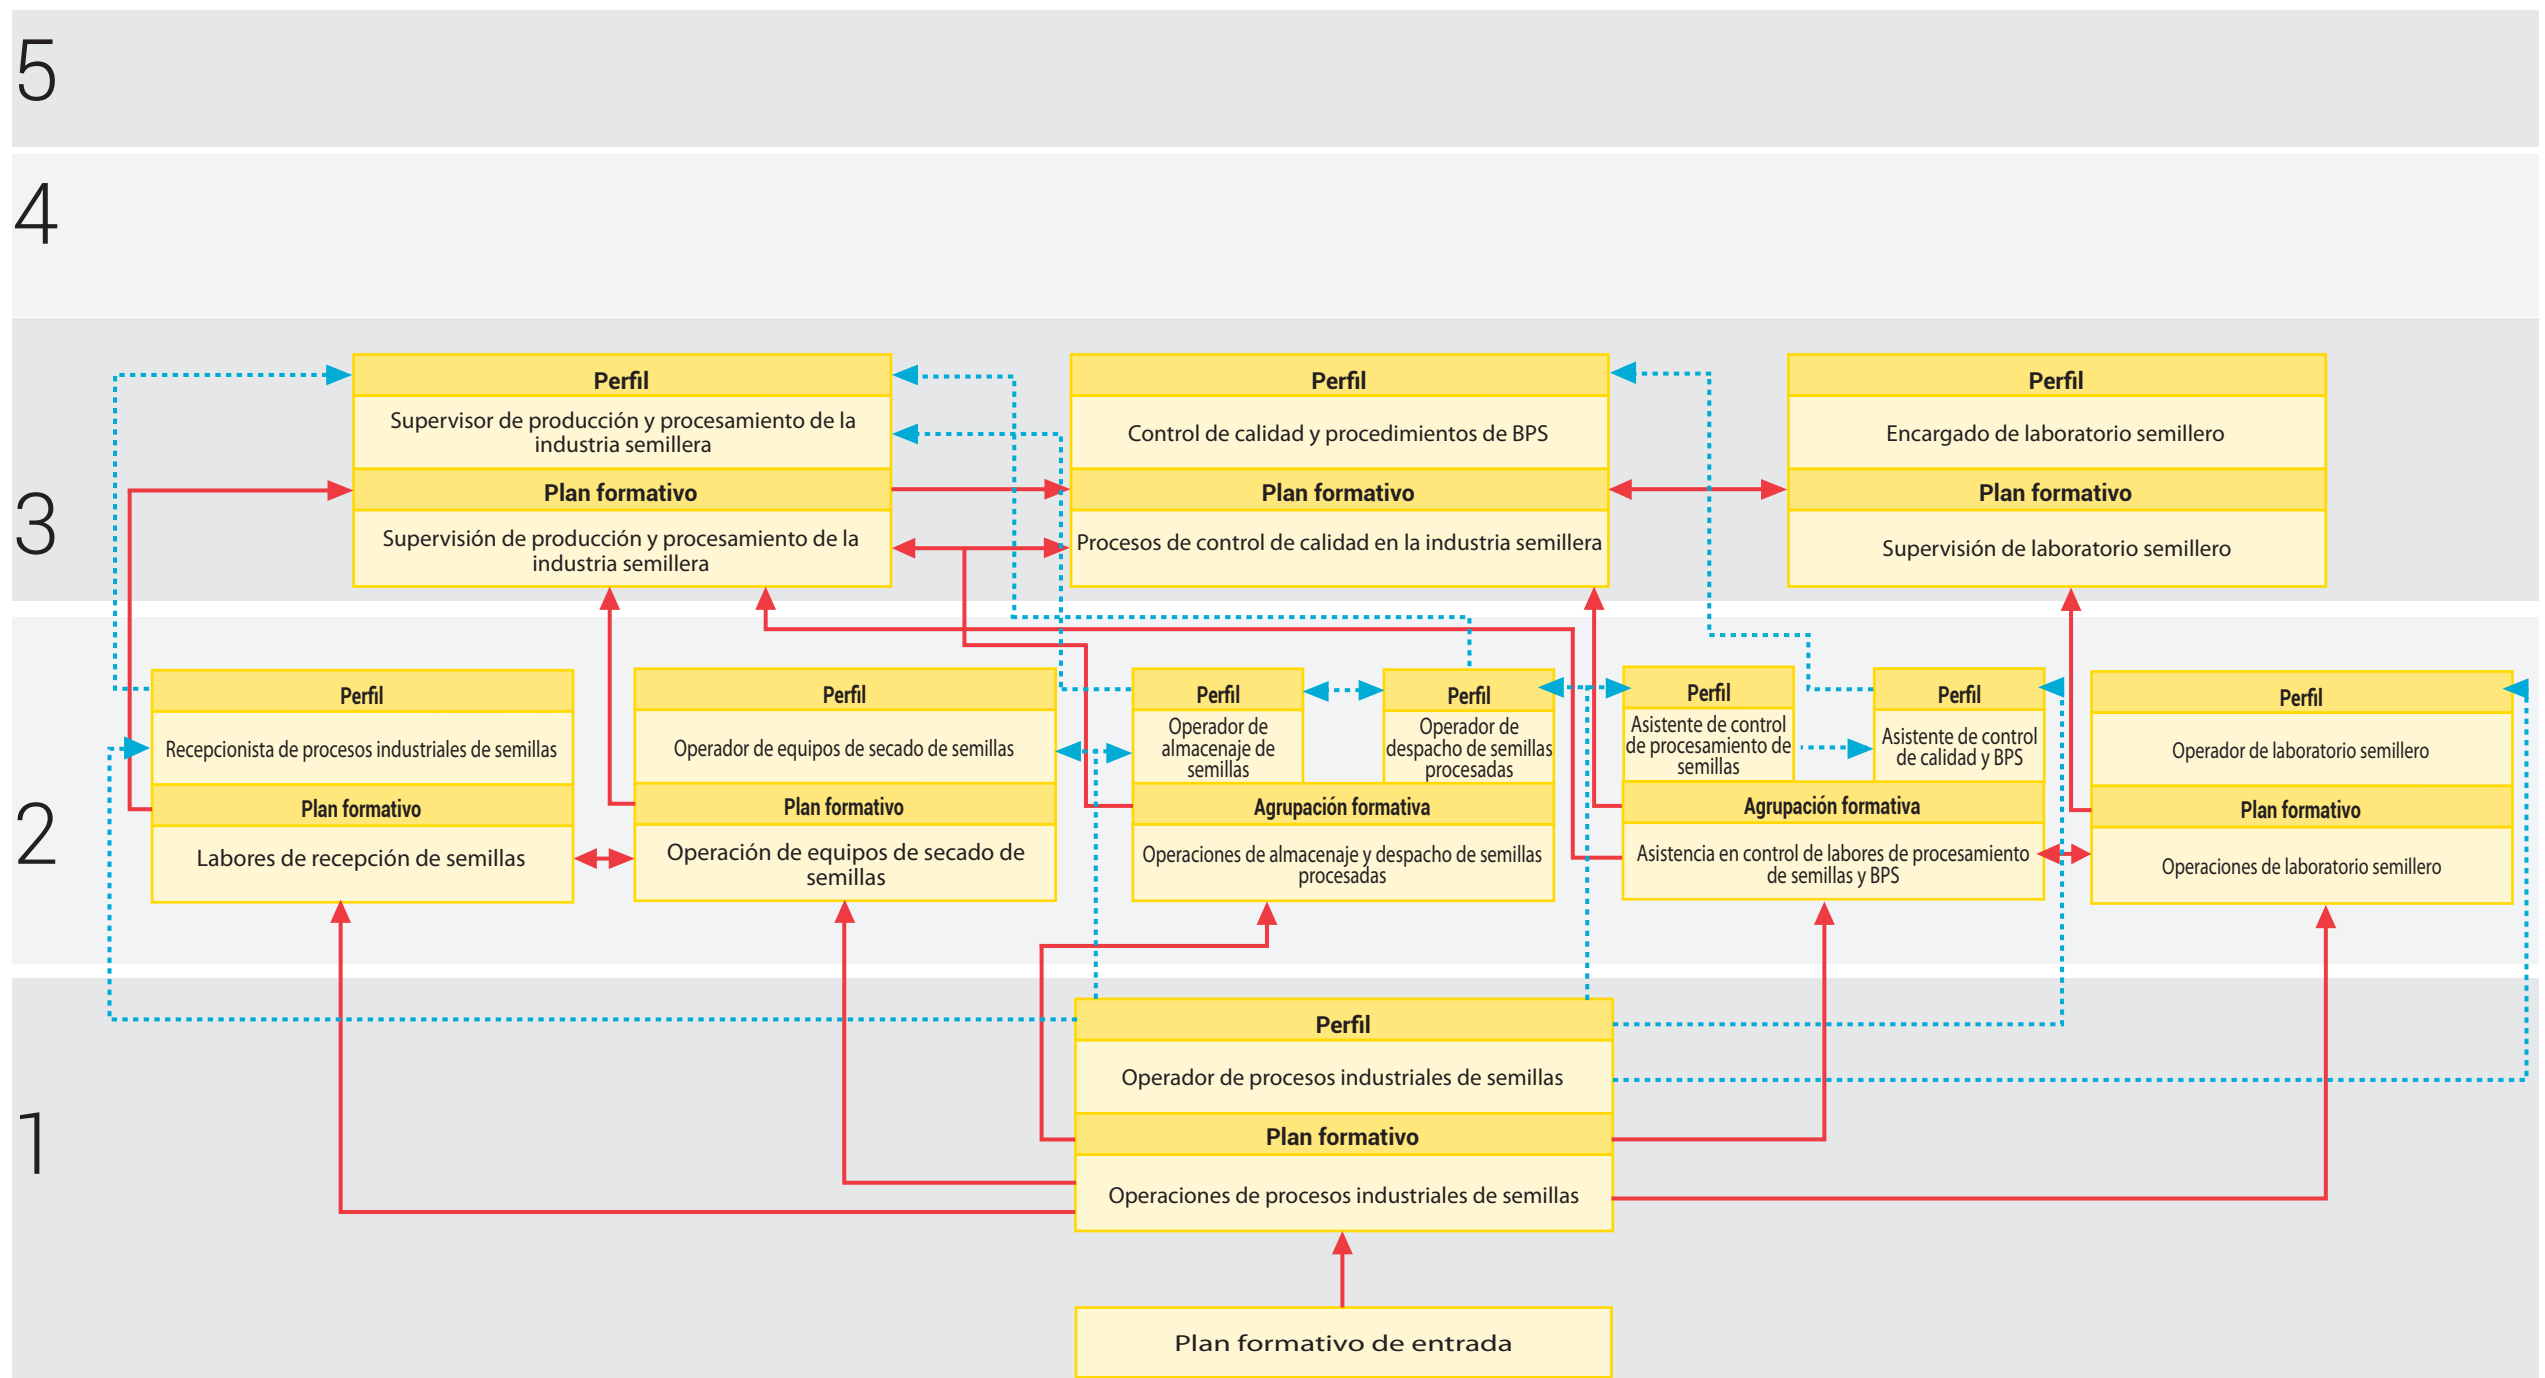 5
4
3
Perfil
Supervisor de producción y procesamiento de la
industria semillera
Plan formativo
Supervisión de producción y procesamiento de la
industria semillera
Perfil
Control de calidad y procedimientos de BPS
Plan formativo
Procesos de control de calidad en la industria semillera
Perfil
Encargado de laboratorio semillero
Plan formativo
Supervisión de laboratorio semillero
2
Perfil
Recepcionista de procesos industriales de semillas
Plan formativo
Labores de recepción de semillas
Perfil
Operador de equipos de secado de semillas
Plan formativo
Operación de equipos de secado de
semillas
Perfil
Operador de
almacenaje de
semillas
Perfil
Operador de
despacho de semillas
procesadas
Agrupación formativa
Operaciones de almacenaje y despacho de semillas
procesadas
Perfil
Asistente de control
de procesamiento de
semillas
Perfil
Asistente de control
de calidad y BPS
Agrupación formativa
Asistencia en control de labores de procesamiento
de semillas y BPS
Perfil
Operador de laboratorio semillero
Plan formativo
Operaciones de laboratorio semillero
1
Perfil
Operador de procesos industriales de semillas
Plan formativo
Operaciones de procesos industriales de semillas
Plan formativo de entrada